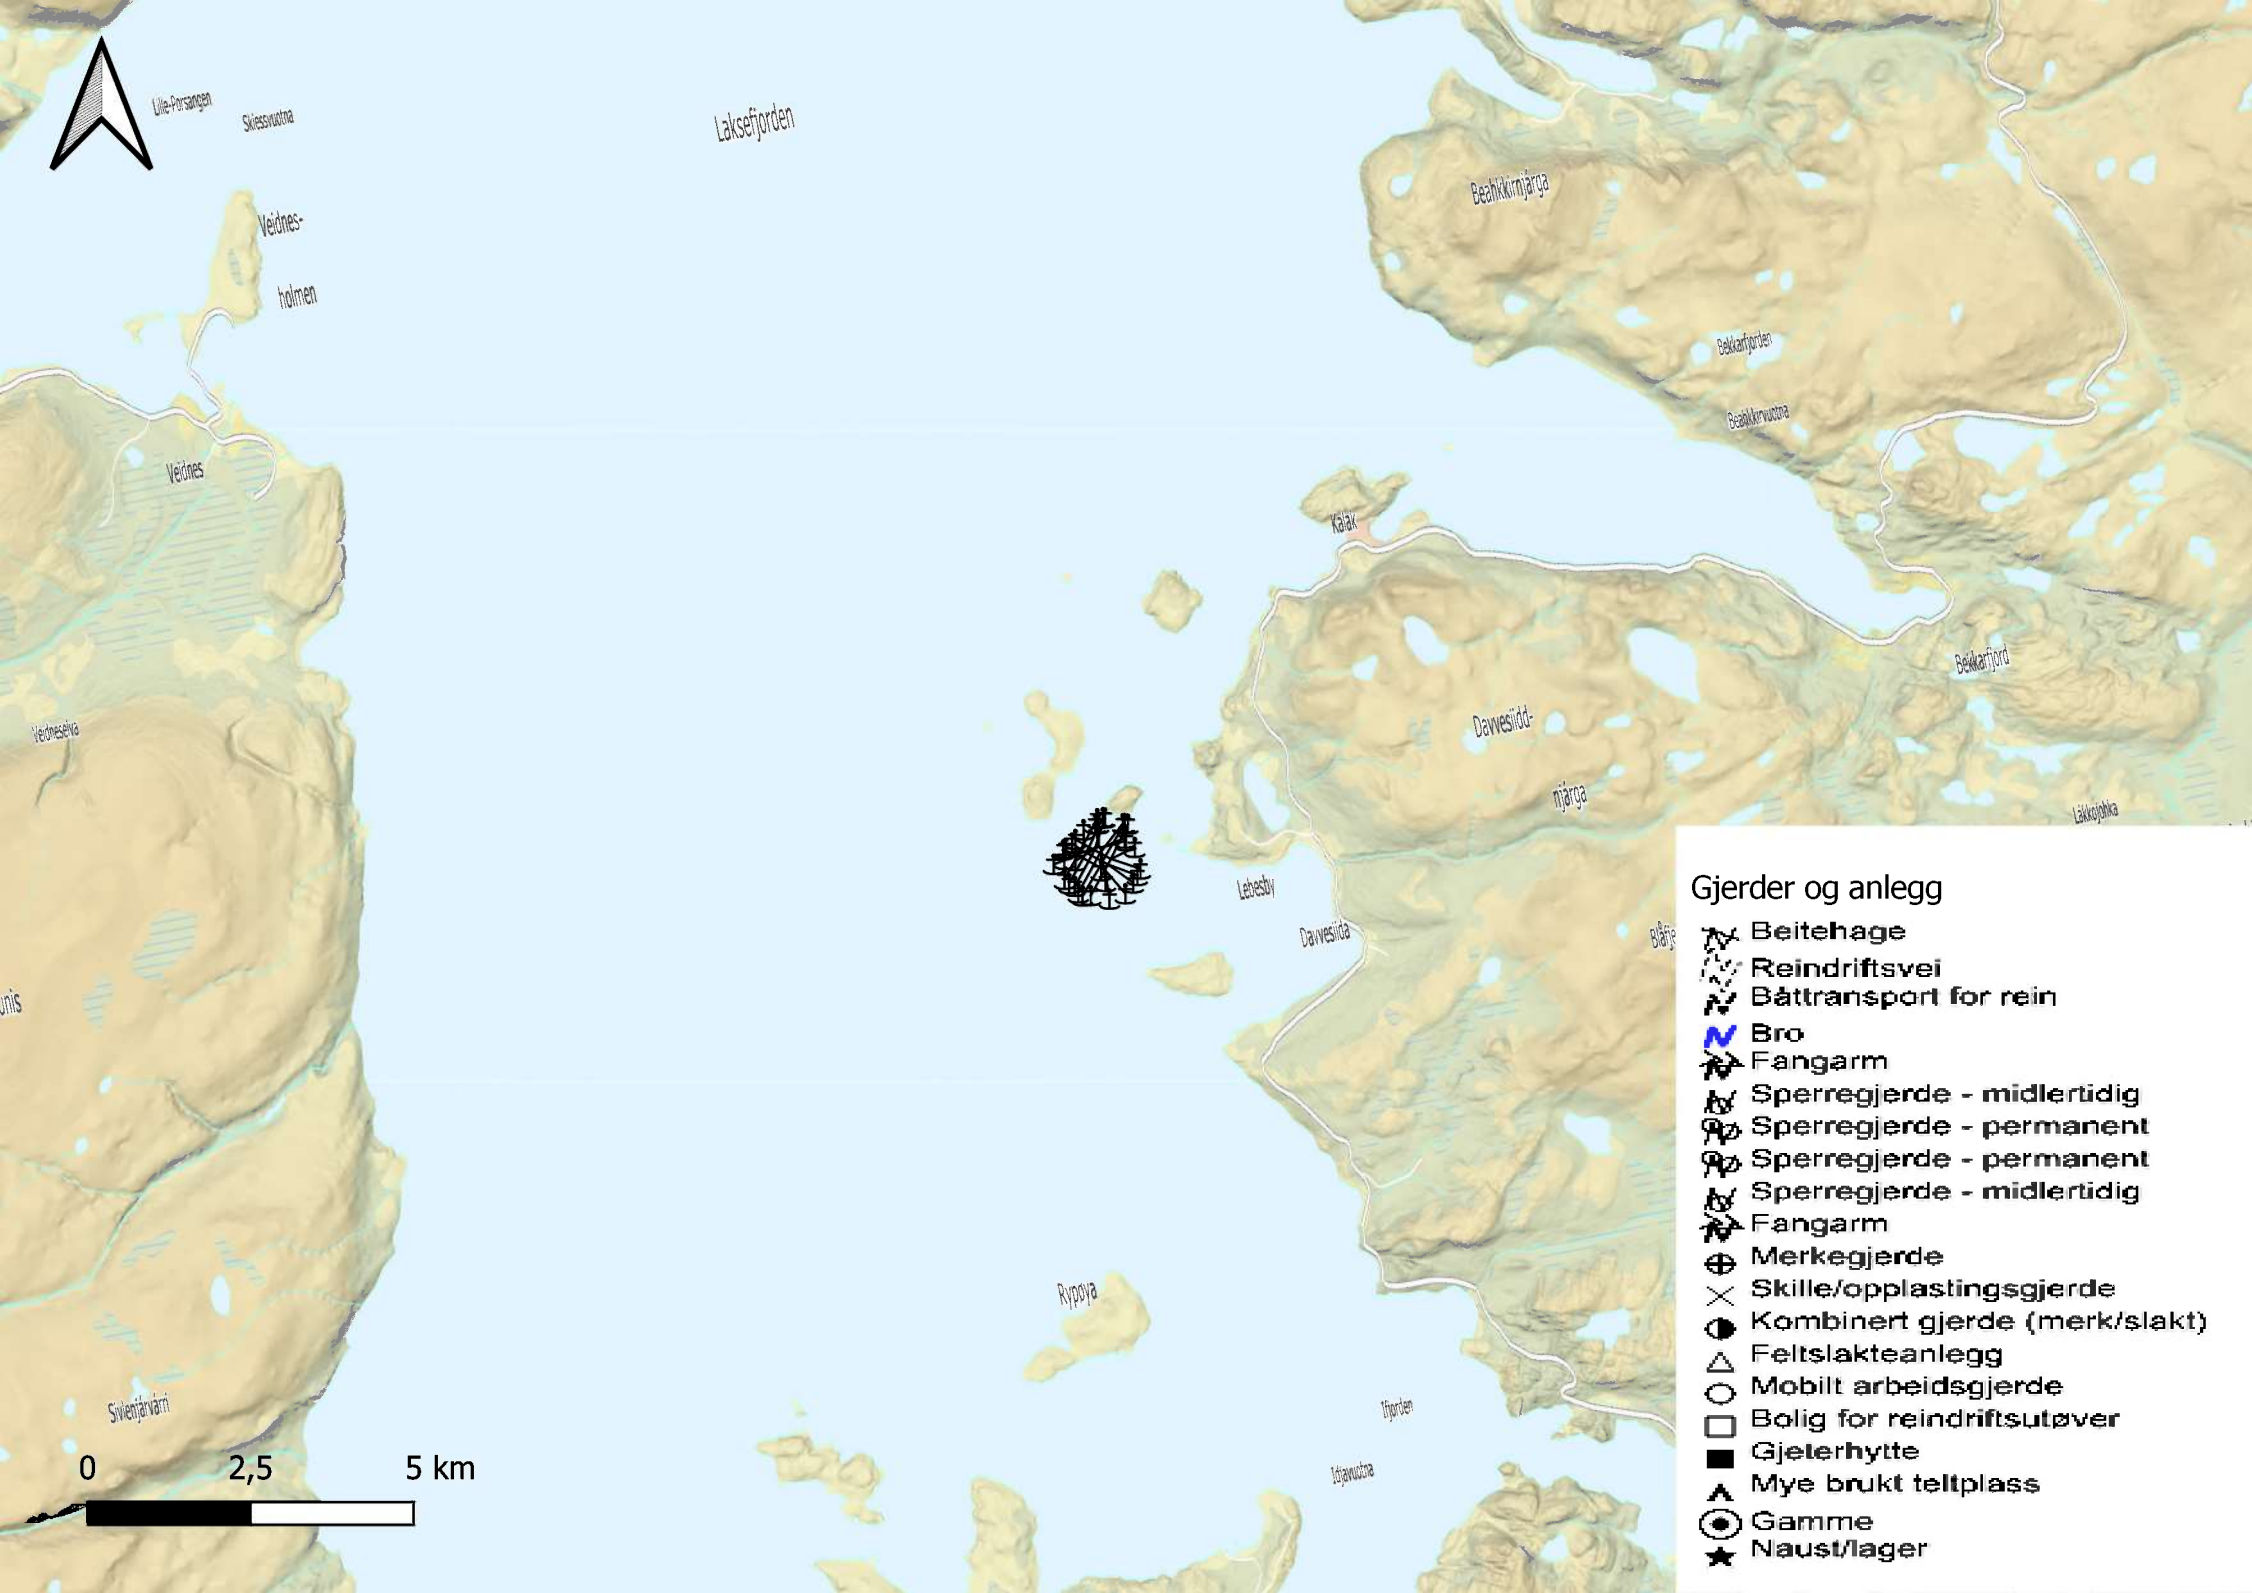 Lille-Porsangen
Skiessvuotna
Laksefjorden
Veidnes-
holmen
Beahkkirnjárga
Bekkarfjorden
Beahkkirvuotna
Veidnes
Kalak
Bekkarfjord
Veidneselva
Davvesiidd-
njárga
Lákkojohka
Lebesby
Davvesiida
Rypøya
Ifjorden
Idjavuotna
0
2,5
5 km
Gjerder og anlegg
Beitehage
Reindriftsvei
Båttransport for rein
Bro
Fangarm
Sperregjerde - midlertidig
Sperregjerde - permanent
Sperregjerde - permanent
Sperregjerde - midlertidig
Fangarm
Merkegjerde
Skille/opplastingsgjerde
Kombinert gjerde (merk/slakt)
Feltslakteanlegg
Mobilt arbeidsgjerde
Bolig for reindriftsutøver
Gjeterhytte
Mye brukt teltplass
Gamme
Naust/lager